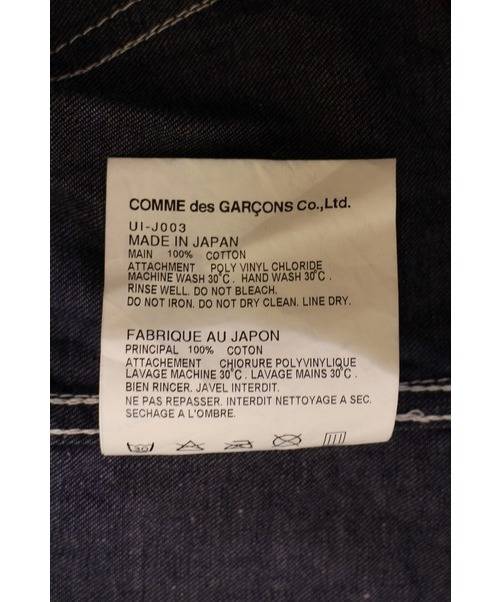 COMME des GARÇONS Co.,Ltd.
UI-J003
MADE IN JAPAN
MAIN 100% COTTON
ATTACHMENT POLY VINYL CHLORIDE
MACHINE WASH 30°C . HAND WASH 30°C .
RINSE WELL. DO NOT BLEACH.
DO NOT IRON. DO NOT DRY CLEAN. LINE DRY.
FABRIQUE AU JAPON
PRINCIPAL 100% COTON
ATTACHEMENT CHIORURE POLYVINYLIQUE
LAVAGE MACHINE 30°C . LAVAGE MAINS 30°C .
BIEN RINCER. JAVEL INTERDIT.
NE PAS REPASSER. INTERDIT NETTOYAGE A SEC.
SECHAGE A L'OMBRE.
30